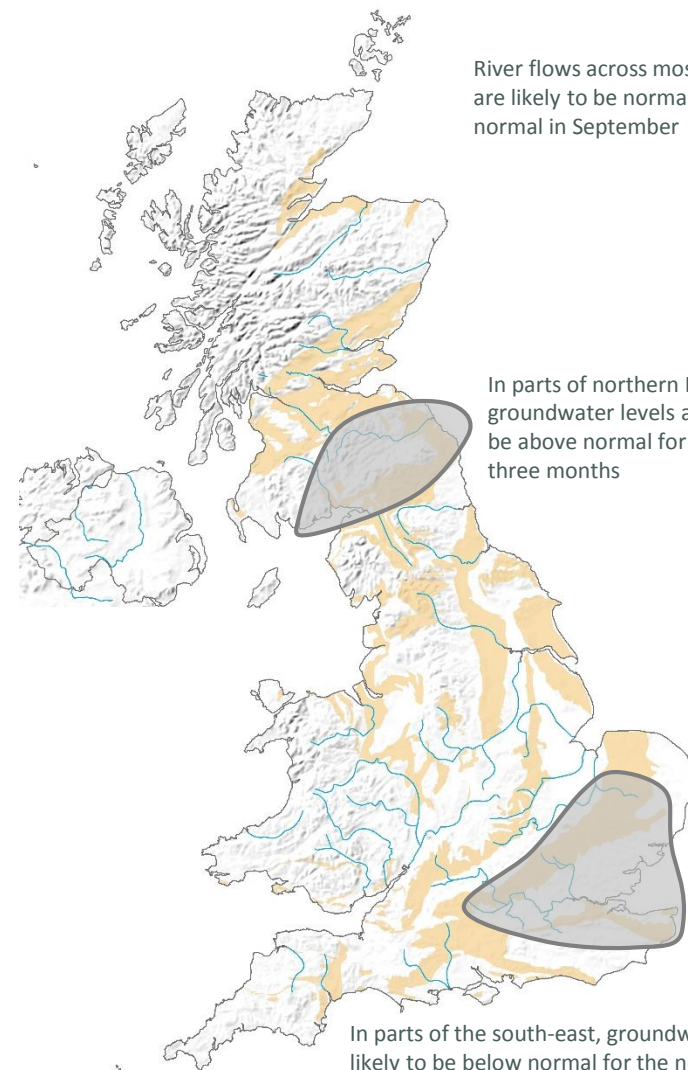 River flows across mos
are likely to be norma
normal in September
In parts of northern
groundwater levels a
be above normal for
three months
In parts of the south-east, groundw
likely to be below normal for the n